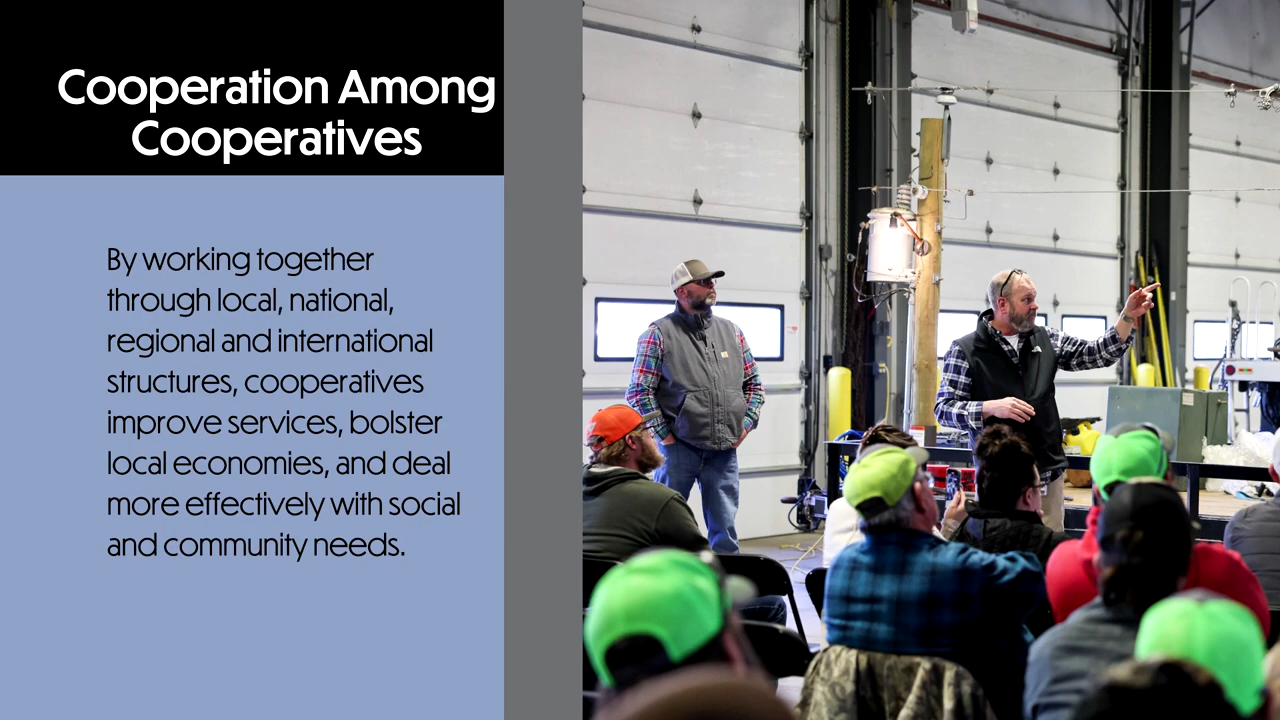 Cooperation Among
Cooperatives
By working together
through local, national,
regional and international
structures, cooperatives
improve services, bolster
local economies, and deal
more effectively with social
and community needs.